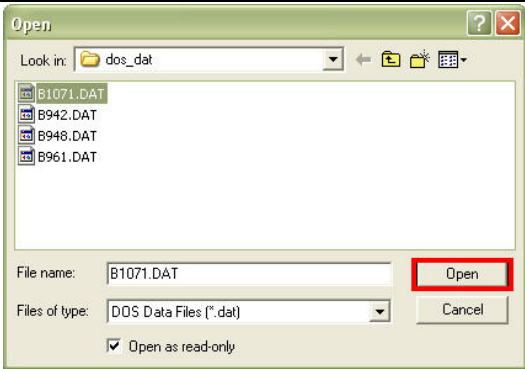 Open
Look in: dos_dat
B1071.DAT
B942.DAT
B948.DAT
B961.DAT
File name: B1071.DAT Open
Files of type: DOS Data Files (*.dat) Cancel
Open as read-only